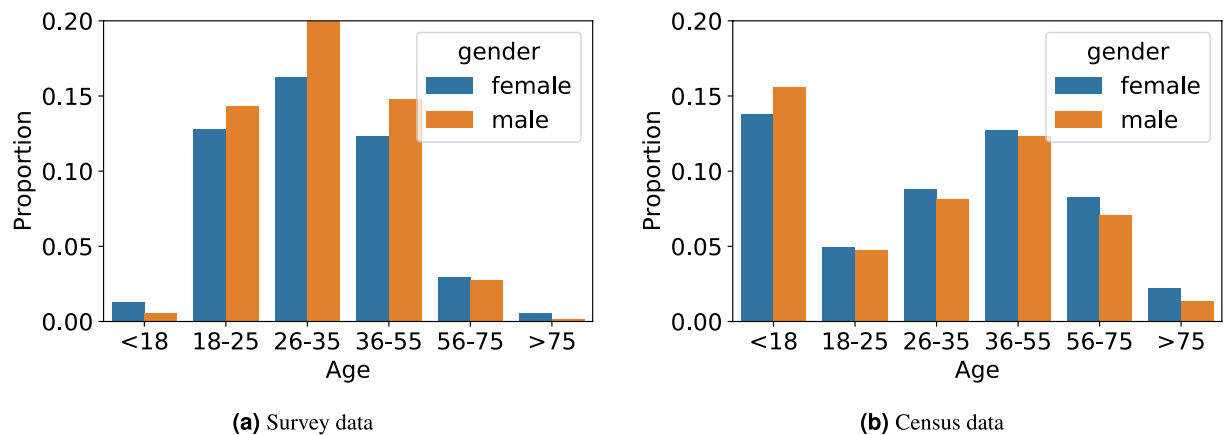 0.20
0.15
0.10
0.05
0.00
Proportion
gender
female
male
<18 18-25 26-35 36-55 56-75 >75
Age
(a) Survey data
0.20
0.15
0.10
0.05
0.00
Proportion
gender
female
male
<18 18-25 26-35 36-55 56-75 >75
Age
(b) Census data